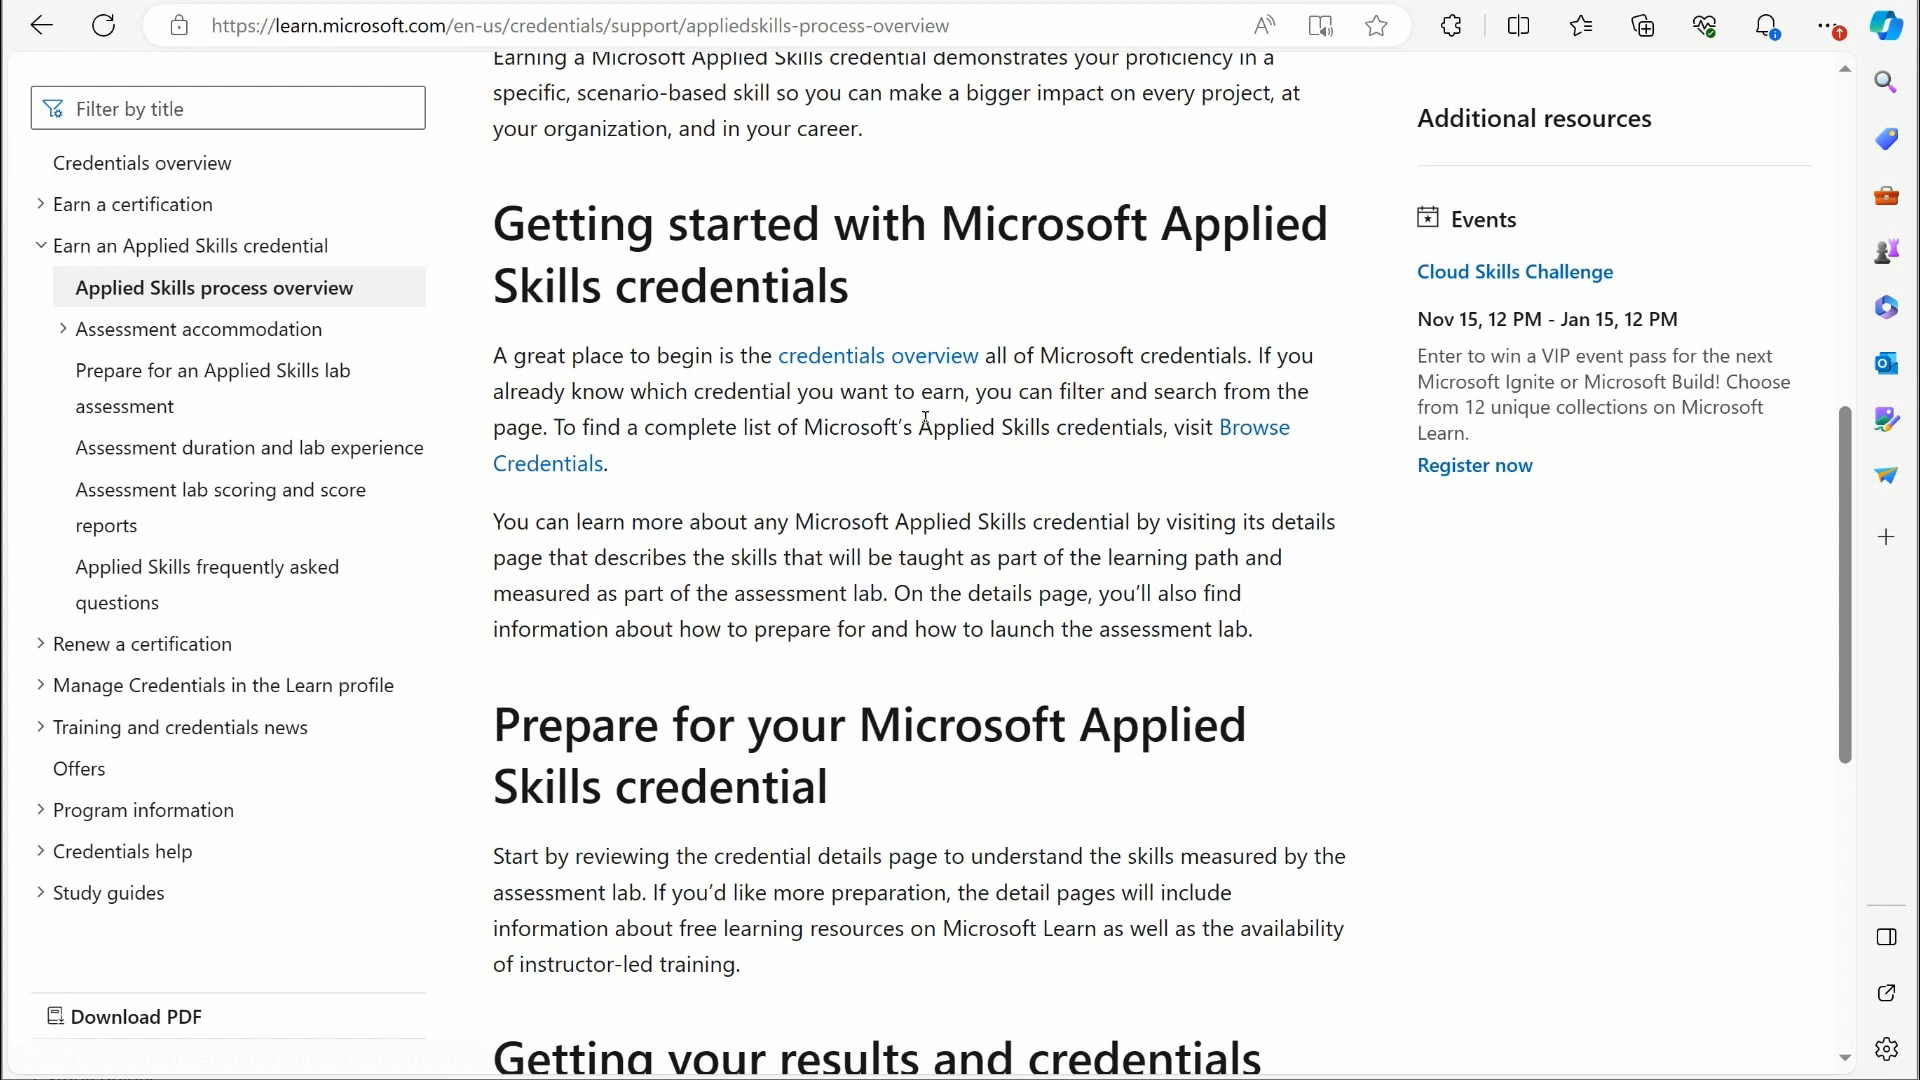 https://learn.microsoft.com/en-us/credentials/support/appliedskills-process-overview
Filter by title
Credentials overview
Earn a certification
Earn an Applied Skills credential
Applied Skills process overview
Assessment accommodation
Prepare for an Applied Skills lab
assessment
Assessment duration and lab experience
Assessment lab scoring and score
reports
Applied Skills frequently asked
questions
Renew a certification
Manage Credentials in the Learn profile
Training and credentials news
Offers
Program information
Credentials help
Study guides
Download PDF
Earning a Microsoft Applied Skills credential demonstrates your proficiency in a
specific, scenario-based skill so you can make a bigger impact on every project, at
your organization, and in your career.
Getting started with Microsoft Applied
Skills credentials
A great place to begin is the credentials overview all of Microsoft credentials. If you
already know which credential you want to earn, you can filter and search from the
page. To find a complete list of Microsoft's Applied Skills credentials, visit Browse
Credentials.
You can learn more about any Microsoft Applied Skills credential by visiting its details
page that describes the skills that will be taught as part of the learning path and
measured as part of the assessment lab. On the details page, you'll also find
information about how to prepare for and how to launch the assessment lab.
Prepare for your Microsoft Applied
Skills credential
Start by reviewing the credential details page to understand the skills measured by the
assessment lab. If you'd like more preparation, the detail pages will include
information about free learning resources on Microsoft Learn as well as the availability
of instructor-led training.
Getting your results and credentials
Additional resources
Events
Cloud Skills Challenge
Nov 15, 12 PM - Jan 15, 12 PM
Enter to win a VIP event pass for the next
Microsoft Ignite or Microsoft Build! Choose
from 12 unique collections on Microsoft
Learn.
Register now